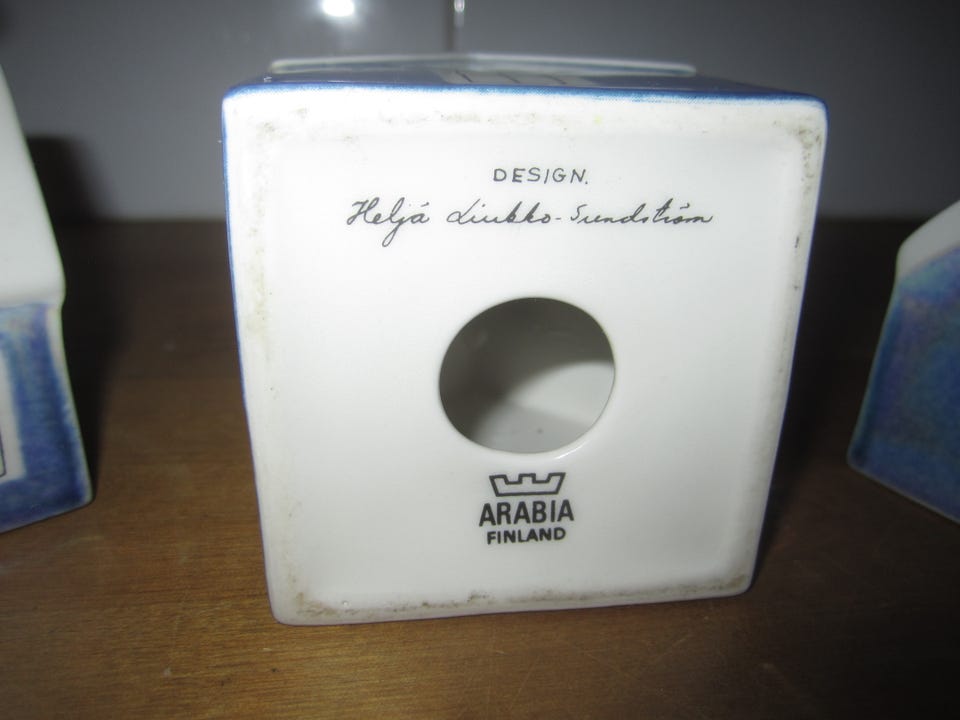 DESIGN.
Heljä Liukko-Sundström
ARABIA
FINLAND